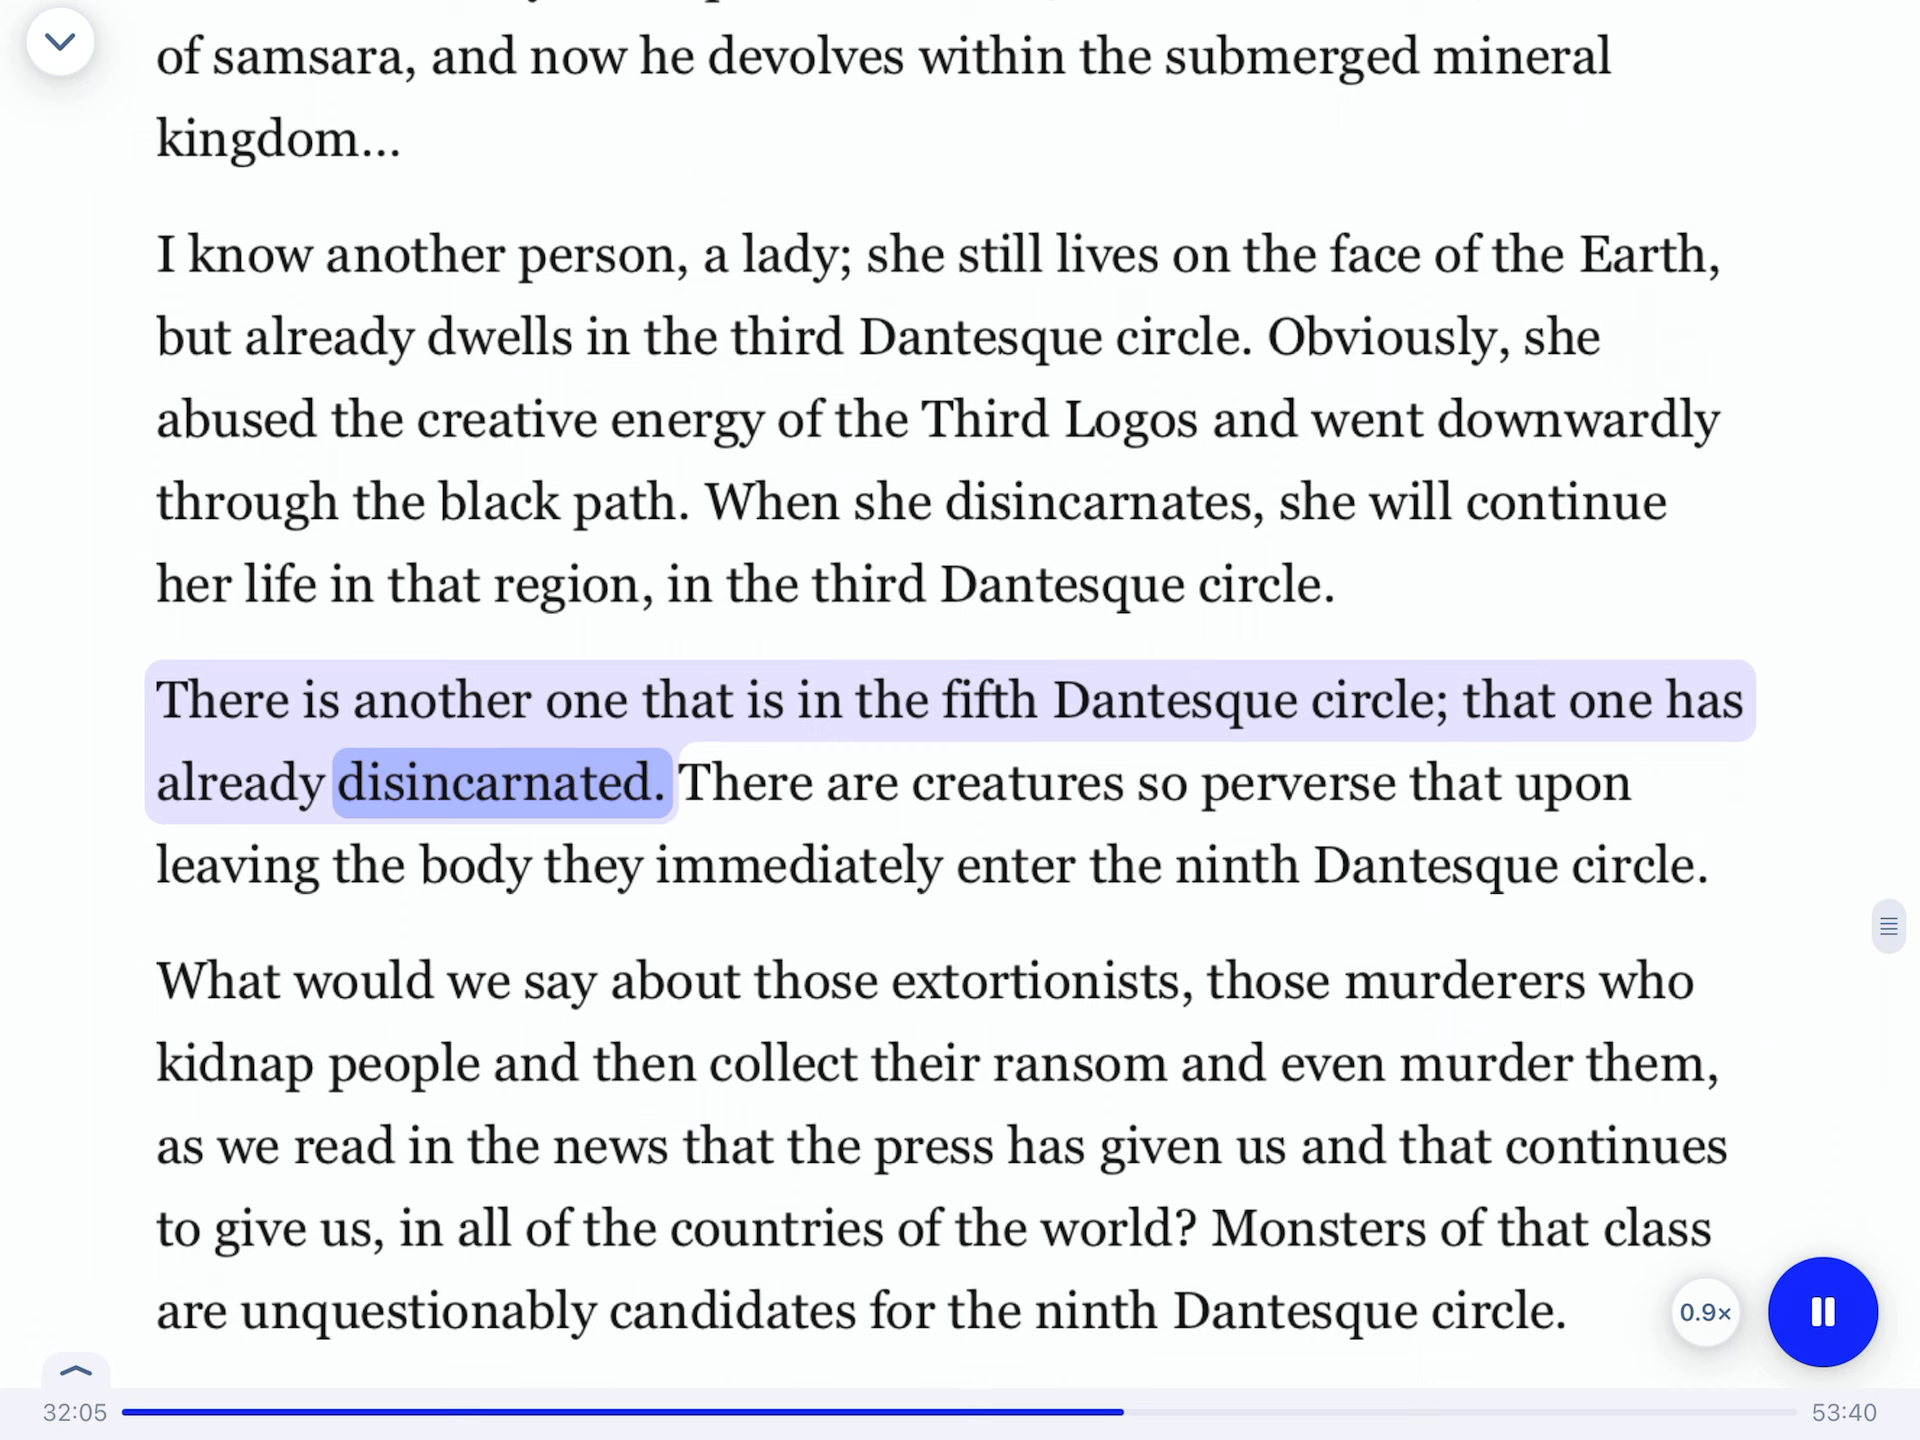 of samsara, and now he devolves within the submerged mineral
kingdom...
I know another person, a lady; she still lives on the face of the Earth,
but already dwells in the third Dantesque circle. Obviously, she
abused the creative energy of the Third Logos and went downwardly
through the black path. When she disincarnates, she will continue
her life in that region, in the third Dantesque circle.
There is another one that is in the fifth Dantesque circle; that one has
already disincarnated. There are creatures so perverse that upon
leaving the body they immediately enter the ninth Dantesque circle.
What would we say about those extortionists, those murderers who
kidnap people and then collect their ransom and even murder them,
as we read in the news that the press has given us and that continues
to give us, in all of the countries of the world? Monsters of that class
are unquestionably candidates for the ninth Dantesque circle.
0.9×
32:05
53:40